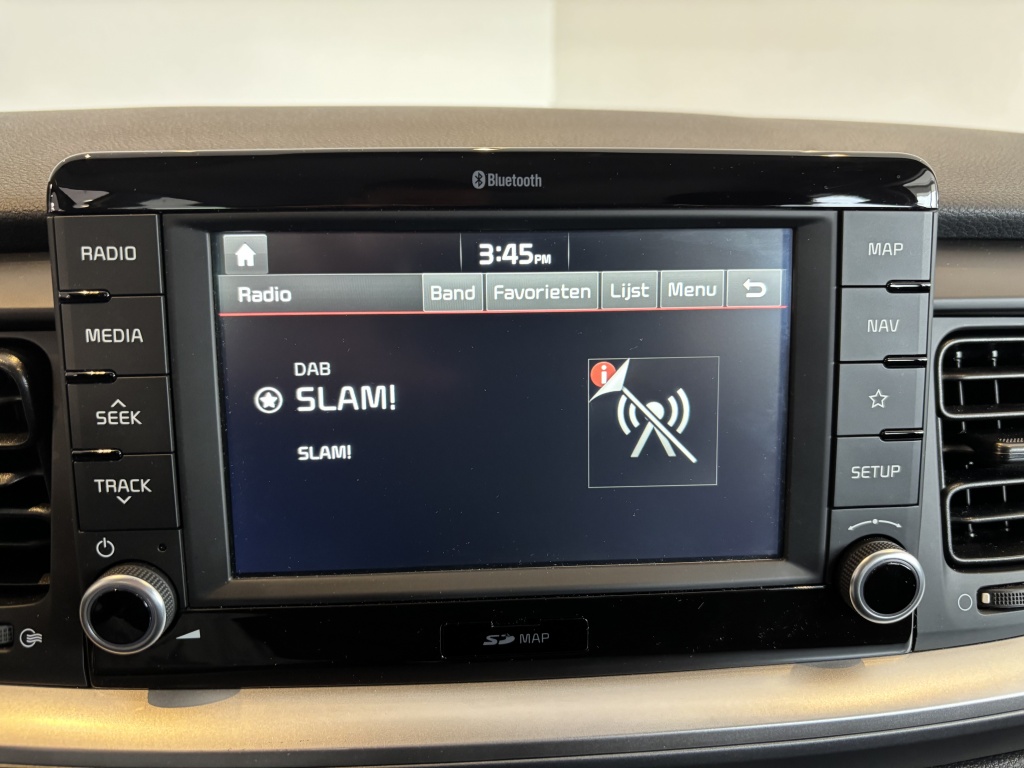 Bluetooth
RADIO
MEDIA
SEEK
TRACK
3:45PM
Radio
Band
Favorieten
Lijst
Menu
DAB
SLAM!
SLAM!
i
MAP
NAV
SETUP
SD MAP